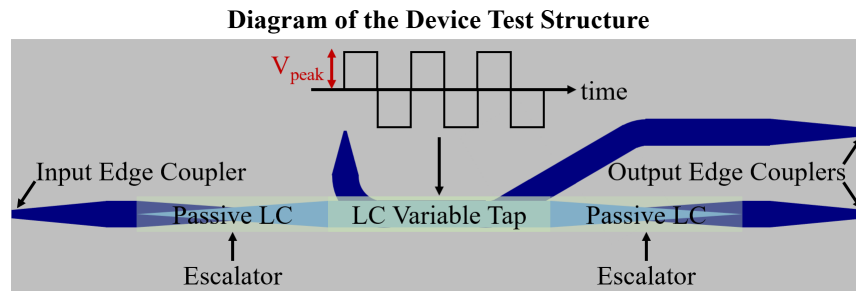 Diagram of the Device Test Structure
V_peak
time
Input Edge Coupler
Output Edge Couplers
Passive LC
LC Variable Tap
Passive LC
Escalator
Escalator